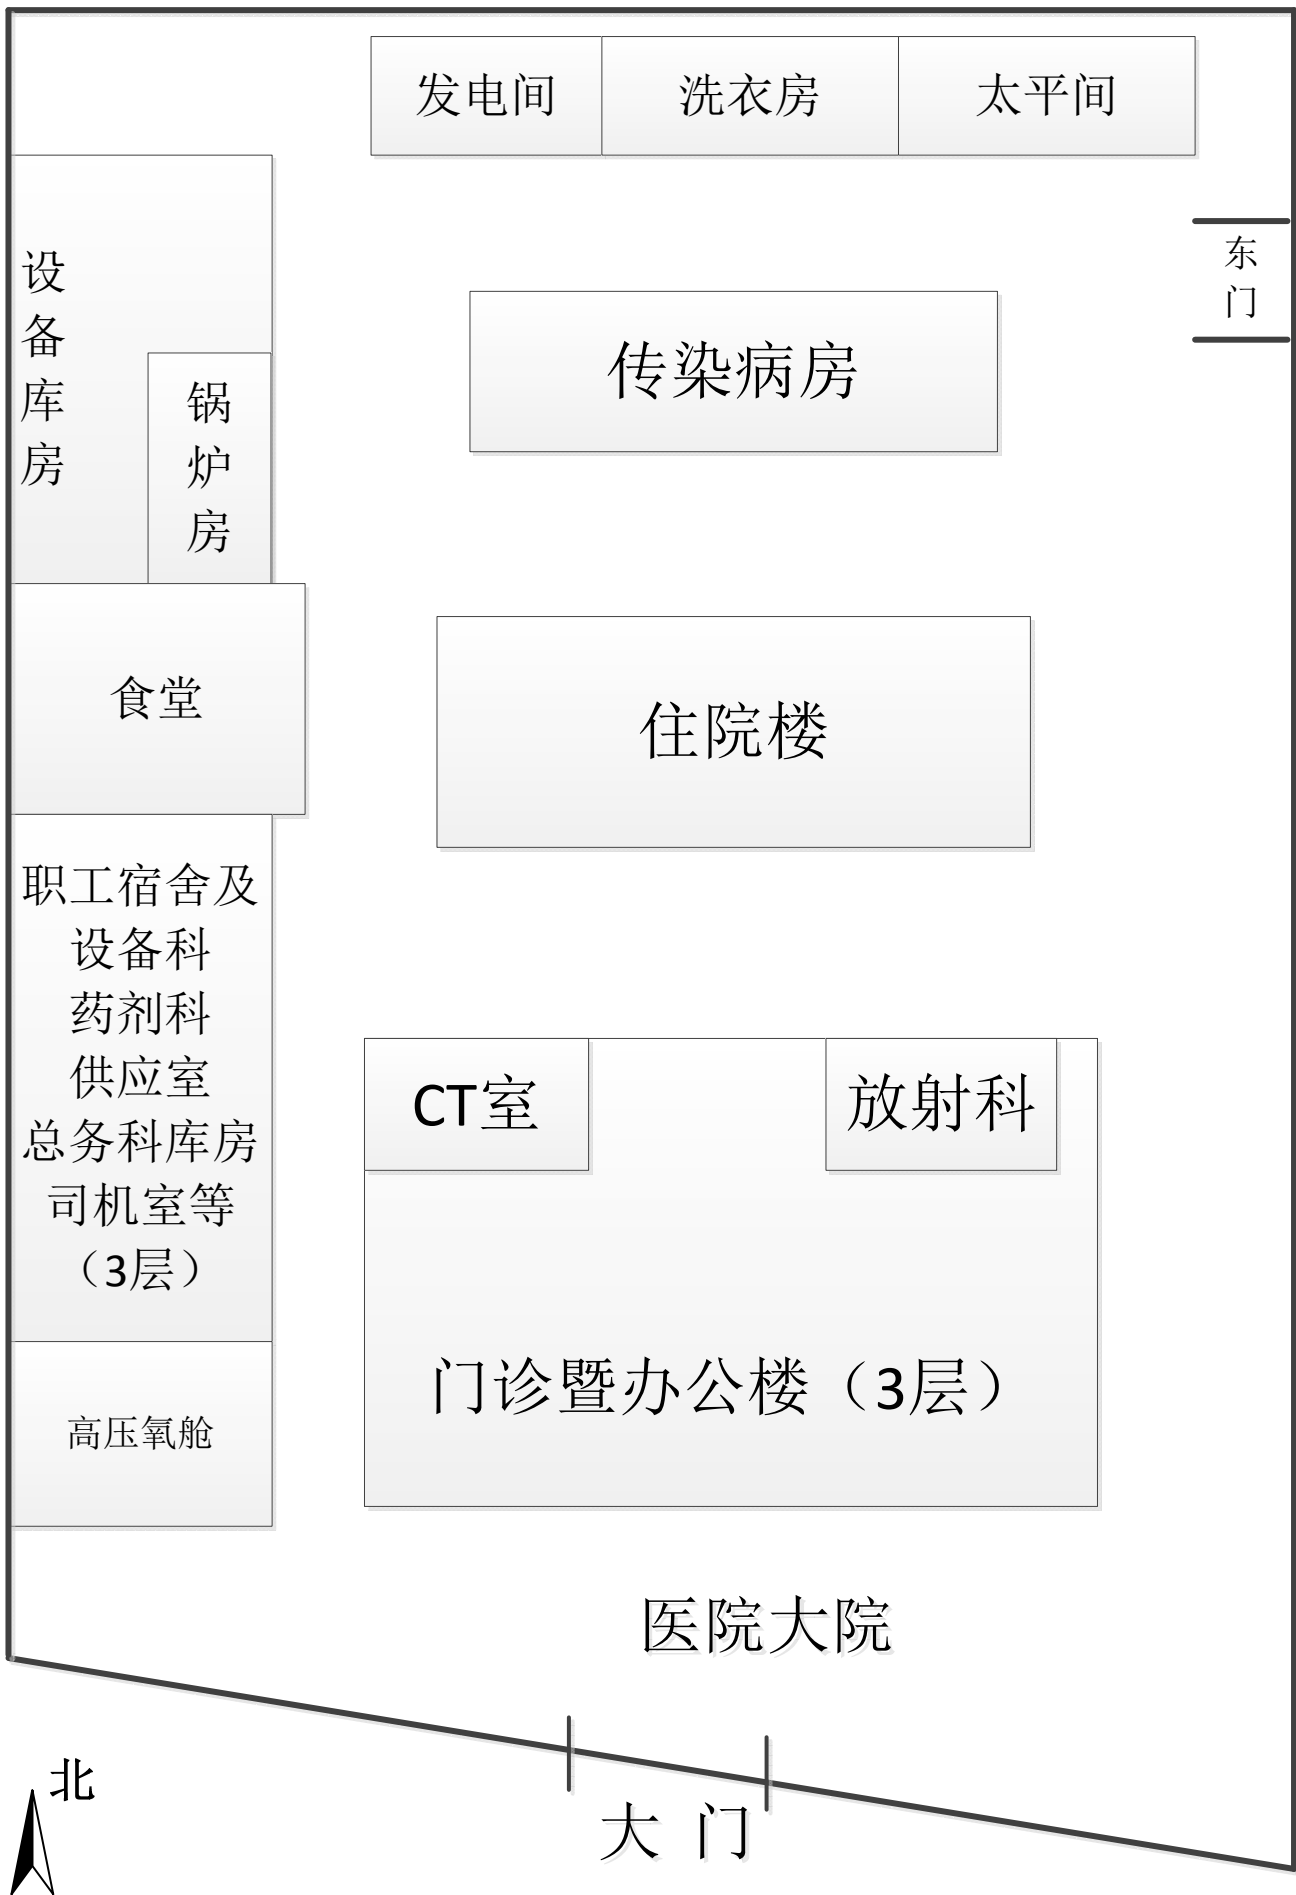 发电间
洗衣房
太平间
东门
设备库房
锅炉房
传染病房
食堂
住院楼
职工宿舍及
设备科
药剂科
供应室
总务科库房
司机室等
（3层）
CT室
放射科
门诊暨办公楼（3层）
高压氧舱
医院大院
北
大 门